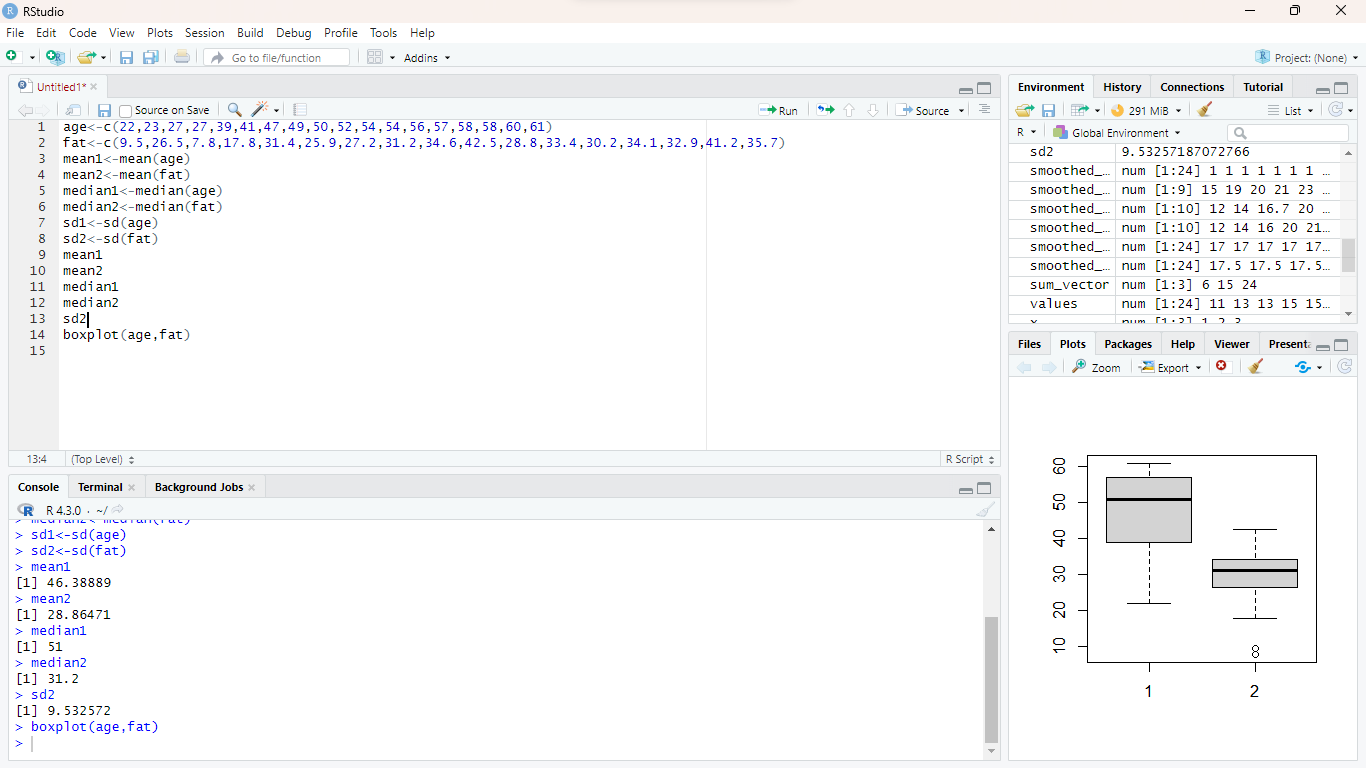 RStudio
File Edit Code View Plots Session Build Debug Profile Tools Help
Go to file/function Addins Project: (None)
Untitled1*
Source on Save Run Source
1 age<-c(22,23,27,27,39,41,47,49,50,52,54,54,56,57,58,58,60,61)
2 fat<-c(9.5,26.5,7.8,17.8,31.4,25.9,27.2,31.2,34.6,42.5,28.8,33.4,30.2,34.1,32.9,41.2,35.7)
3 mean1<-mean(age)
4 mean2<-mean(fat)
5 median1<-median(age)
6 median2<-median(fat)
7 sd1<-sd(age)
8 sd2<-sd(fat)
9 mean1
10 mean2
11 median1
12 median2
13 sd2
14 boxplot(age,fat)
15
13:4 (Top Level) R Script
Console Terminal Background Jobs
R 4.3.0 · ~/
> median2<-median(fat)
> sd1<-sd(age)
> sd2<-sd(fat)
> mean1
[1] 46.38889
> mean2
[1] 28.86471
> median1
[1] 51
> median2
[1] 31.2
> sd2
[1] 9.532572
> boxplot(age,fat)
>
Environment History Connections Tutorial
291 MiB List
R Global Environment
sd2 9.53257187072766
smoothed_… num [1:24] 1 1 1 1 1 1 …
smoothed_… num [1:9] 15 19 20 21 23 …
smoothed_… num [1:10] 12 14 16.7 20 …
smoothed_… num [1:10] 12 14 16 20 21…
smoothed_… num [1:24] 17 17 17 17 17…
smoothed_… num [1:24] 17.5 17.5 17.5…
sum_vector num [1:3] 6 15 24
values num [1:24] 11 13 13 15 15…
x num [1:3] 1 2 3
Files Plots Packages Help Viewer Presenta
Zoom Export
60
50
40
30
20
10
1 2